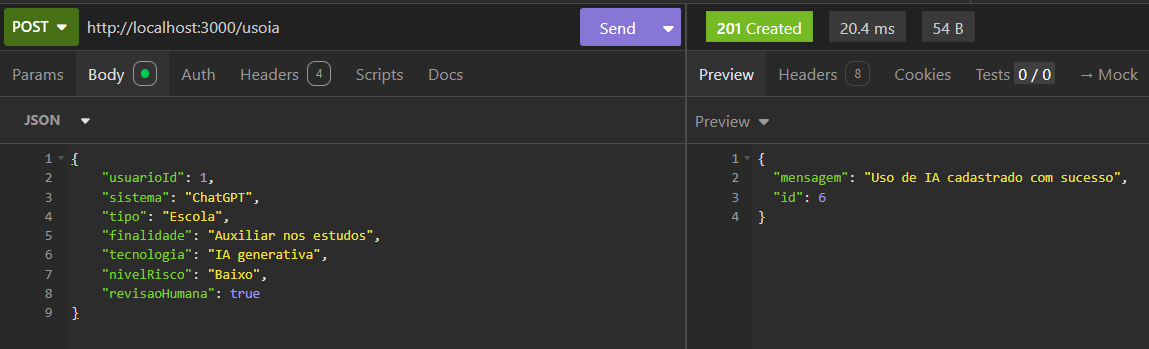 POST http://localhost:3000/usoia Send
Params Body Auth Headers 4 Scripts Docs
JSON
1 {
2 "usuarioId": 1,
3 "sistema": "ChatGPT",
4 "tipo": "Escola",
5 "finalidade": "Auxiliar nos estudos",
6 "tecnologia": "IA generativa",
7 "nivelRisco": "Baixo",
8 "revisaoHumana": true
9 }
201 Created 20.4 ms 54 B
Preview Headers 8 Cookies Tests 0 / 0 → Mock
Preview
1 {
2 "mensagem": "Uso de IA cadastrado com sucesso",
3 "id": 6
4 }